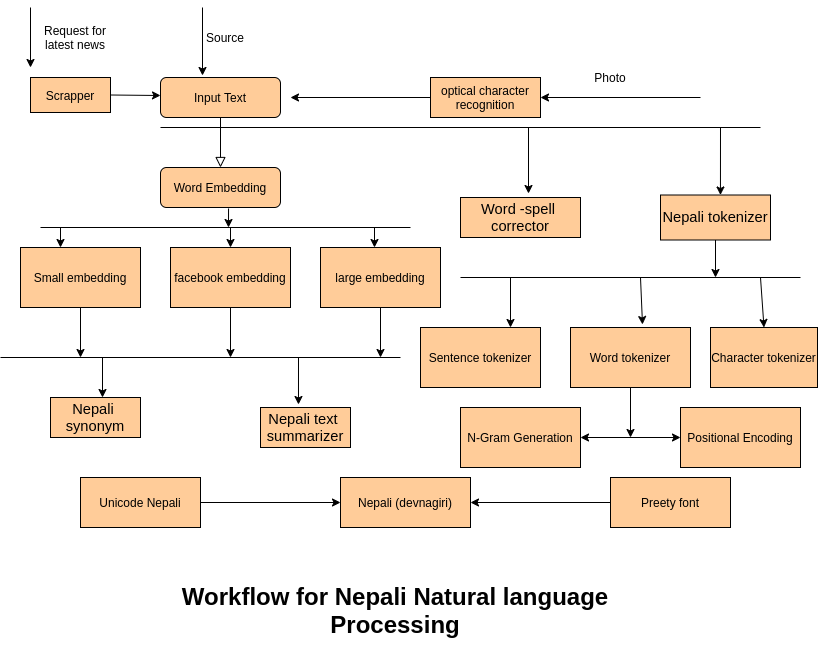 Request for
latest news
Source
Photo
Scrapper
Input Text
optical character
recognition
Word Embedding
Word -spell
corrector
Nepali tokenizer
Small embedding
facebook embedding
large embedding
Sentence tokenizer
Word tokenizer
Character tokenizer
Nepali
synonym
Nepali text
summarizer
N-Gram Generation
Positional Encoding
Unicode Nepali
Nepali (devnagiri)
Preety font
Workflow for Nepali Natural language
Processing